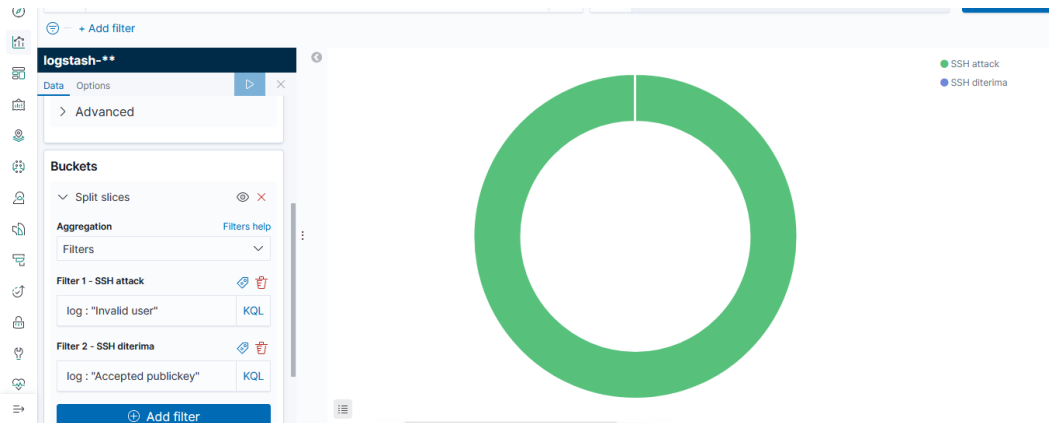 + Add filter
logstash-**
Data Options
Advanced
Buckets
Split slices
Aggregation Filters help
Filters
Filter 1 - SSH attack
log : "Invalid user" KQL
Filter 2 - SSH diterima
log : "Accepted publickey" KQL
Add filter
SSH attack
SSH diterima